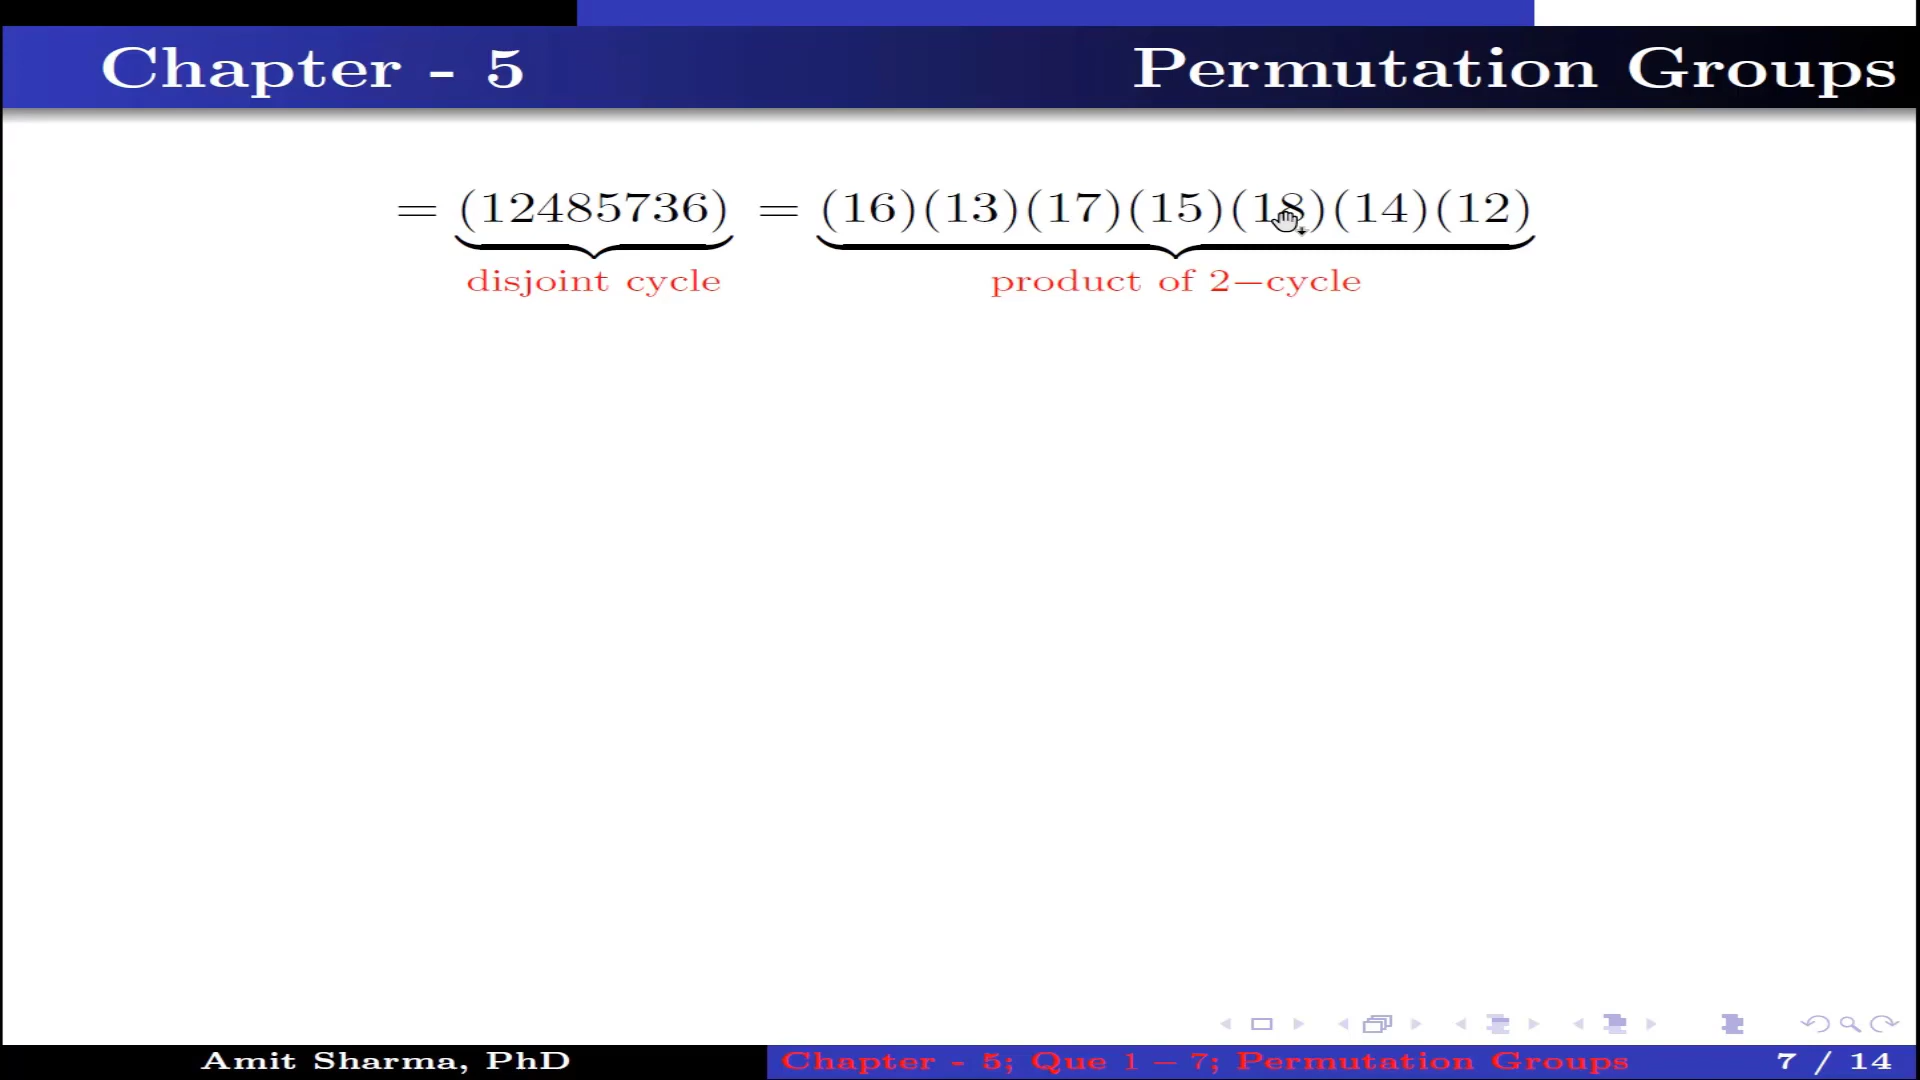 Chapter - 5 Permutation Groups
= (12485736) = (16)(13)(17)(15)(18)(14)(12)
disjoint cycle product of 2−cycle
Amit Sharma, PhD Chapter - 5; Que 1 − 7; Permutation Groups 7 / 14